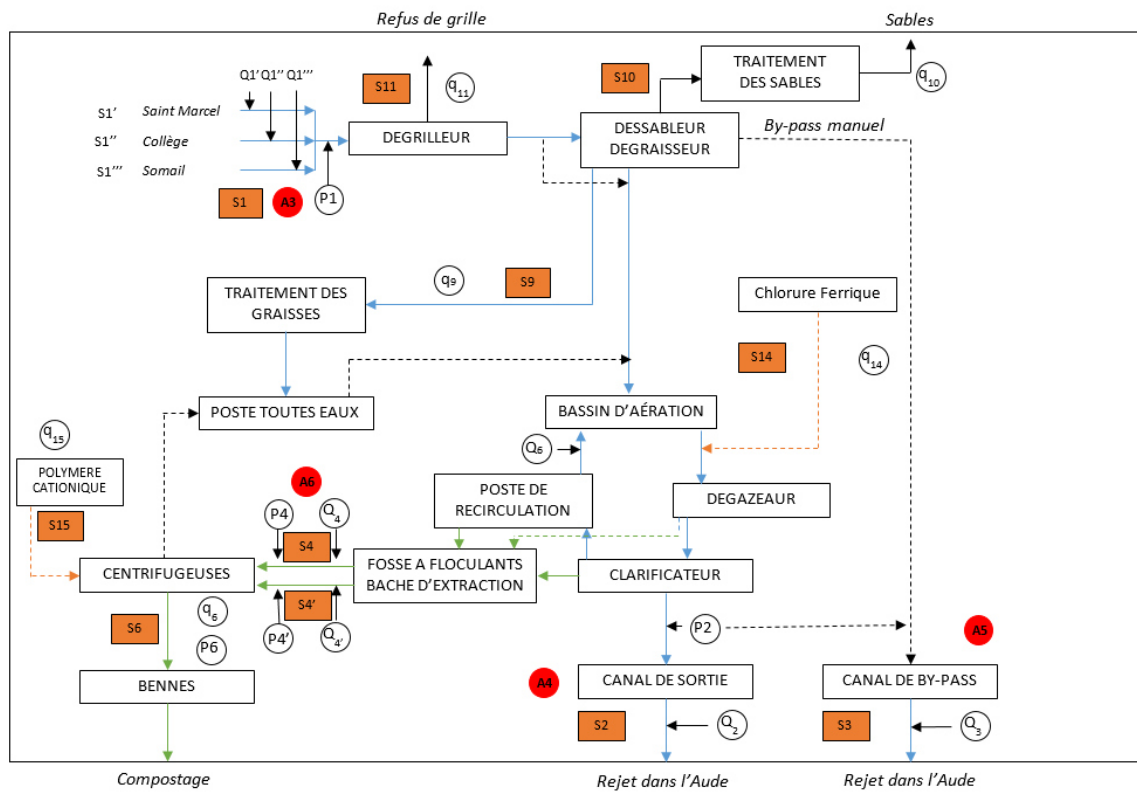 Refus de grille
Sables
Q1' Q1'' Q1'''
S11
q11
S10
TRAITEMENT
DES SABLES
q10
S1' Saint Marcel
S1'' Collège
S1''' Somail
DEGRILLEUR
DESSABLEUR
DEGRAISSEUR
By-pass manuel
S1
A3
P1
q9
S9
TRAITEMENT DES
GRAISSES
Chlorure Ferrique
S14
q14
POSTE TOUTES EAUX
BASSIN D'AÉRATION
q15
Q6
POLYMERE
CATIONIQUE
A6
POSTE DE
RECIRCULATION
DEGAZEAUR
S15
P4
Q4
S4
CENTRIFUGEUSES
FOSSE A FLOCULANTS
BACHE D'EXTRACTION
CLARIFICATEUR
S4'
P4'
Q4'
S6
q6
P6
P2
A5
BENNES
A4
CANAL DE SORTIE
CANAL DE BY-PASS
S2
Q2
S3
Q3
Compostage
Rejet dans l'Aude
Rejet dans l'Aude